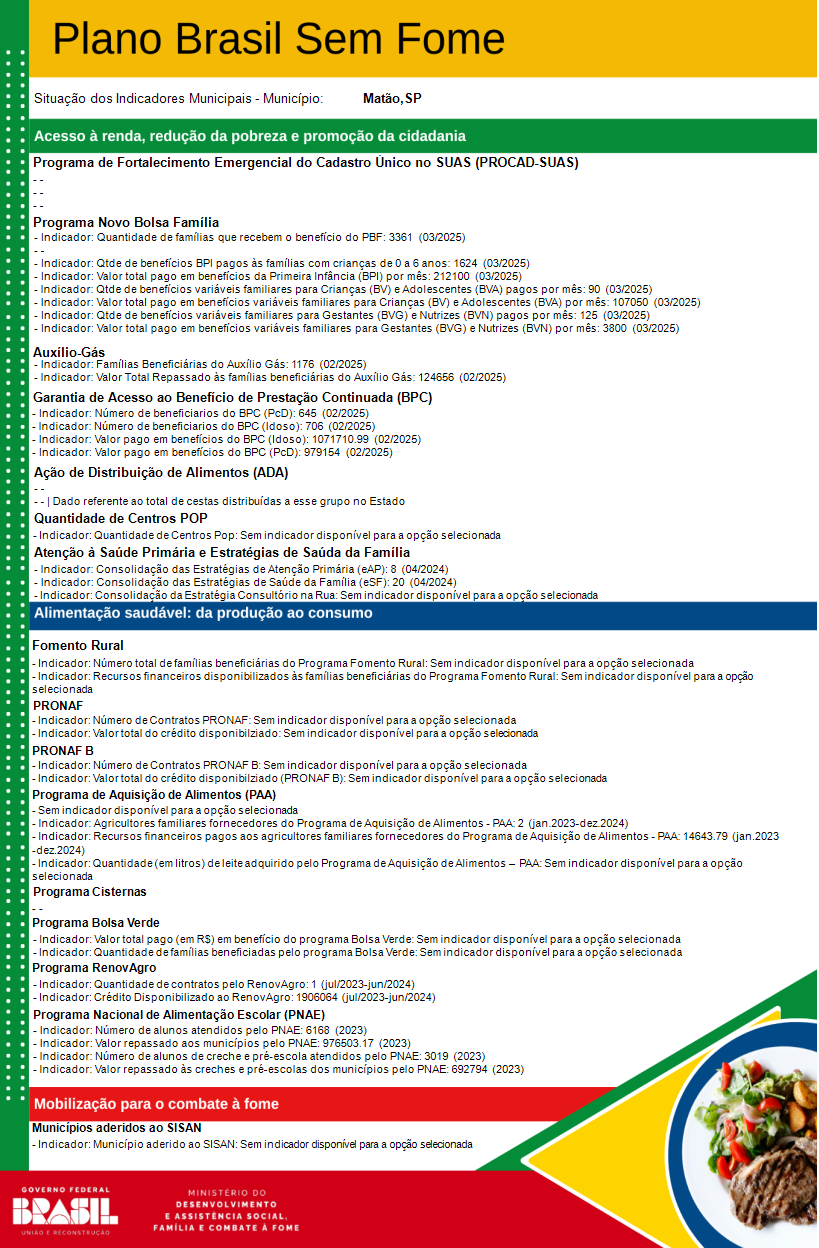 Plano Brasil Sem Fome
Situação dos Indicadores Municipais - Município: Matão,SP
Acesso à renda, redução da pobreza e promoção da cidadania
Programa de Fortalecimento Emergencial do Cadastro Único no SUAS (PROCAD-SUAS)
- -
- -
- -
Programa Novo Bolsa Família
- Indicador: Quantidade de famílias que recebem o benefício do PBF: 3361 (03/2025)
- -
- Indicador: Qtde de benefícios BPI pagos às famílias com crianças de 0 a 6 anos: 1624 (03/2025)
- Indicador: Valor total pago em benefícios da Primeira Infância (BPI) por mês: 212100 (03/2025)
- Indicador: Qtde de benefícios variáveis familiares para Crianças (BV) e Adolescentes (BVA) pagos por mês: 90 (03/2025)
- Indicador: Valor total pago em benefícios variáveis familiares para Crianças (BV) e Adolescentes (BVA) por mês: 107050 (03/2025)
- Indicador: Qtde de benefícios variáveis familiares para Gestantes (BVG) e Nutrizes (BVN) pagos por mês: 125 (03/2025)
- Indicador: Valor total pago em benefícios variáveis familiares para Gestantes (BVG) e Nutrizes (BVN) por mês: 3800 (03/2025)
Auxílio-Gás
- Indicador: Famílias Beneficiárias do Auxílio Gás: 1176 (02/2025)
- Indicador: Valor Total Repassado às famílias beneficiárias do Auxílio Gás: 124656 (02/2025)
Garantia de Acesso ao Benefício de Prestação Continuada (BPC)
- Indicador: Número de beneficiarios do BPC (PcD): 645 (02/2025)
- Indicador: Número de beneficiarios do BPC (Idoso): 706 (02/2025)
- Indicador: Valor pago em benefícios do BPC (Idoso): 1071710.99 (02/2025)
- Indicador: Valor pago em benefícios do BPC (PcD): 979154 (02/2025)
Ação de Distribuição de Alimentos (ADA)
- -
- - | Dado referente ao total de cestas distribuídas a esse grupo no Estado
Quantidade de Centros POP
- Indicador: Quantidade de Centros Pop: Sem indicador disponível para a opção selecionada
Atenção à Saúde Primária e Estratégias de Saúda da Família
- Indicador: Consolidação das Estratégias de Atenção Primária (eAP): 8 (04/2024)
- Indicador: Consolidação das Estratégias de Saúde da Família (eSF): 20 (04/2024)
- Indicador: Consolidação da Estratégia Consultório na Rua: Sem indicador disponível para a opção selecionada
Alimentação saudável: da produção ao consumo
Fomento Rural
- Indicador: Número total de famílias beneficiárias do Programa Fomento Rural: Sem indicador disponível para a opção selecionada
- Indicador: Recursos financeiros disponibilizados às famílias beneficiárias do Programa Fomento Rural: Sem indicador disponível para a opção
selecionada
PRONAF
- Indicador: Número de Contratos PRONAF: Sem indicador disponível para a opção selecionada
- Indicador: Valor total do crédito disponibilziado: Sem indicador disponível para a opção selecionada
PRONAF B
- Indicador: Número de Contratos PRONAF B: Sem indicador disponível para a opção selecionada
- Indicador: Valor total do crédito disponibilziado (PRONAF B): Sem indicador disponível para a opção selecionada
Programa de Aquisição de Alimentos (PAA)
- Sem indicador disponível para a opção selecionada
- Indicador: Agricultores familiares fornecedores do Programa de Aquisição de Alimentos - PAA: 2 (jan.2023-dez.2024)
- Indicador: Recursos financeiros pagos aos agricultores familiares fornecedores do Programa de Aquisição de Alimentos - PAA: 14643.79 (jan.2023
-dez.2024)
- Indicador: Quantidade (em litros) de leite adquirido pelo Programa de Aquisição de Alimentos – PAA: Sem indicador disponível para a opção
selecionada
Programa Cisternas
- -
Programa Bolsa Verde
- Indicador: Valor total pago (em R$) em benefício do programa Bolsa Verde: Sem indicador disponível para a opção selecionada
- Indicador: Quantidade de famílias beneficiadas pelo programa Bolsa Verde: Sem indicador disponível para a opção selecionada
Programa RenovAgro
- Indicador: Quantidade de contratos pelo RenovAgro: 1 (jul/2023-jun/2024)
- Indicador: Crédito Disponibilizado ao RenovAgro: 1906064 (jul/2023-jun/2024)
Programa Nacional de Alimentação Escolar (PNAE)
- Indicador: Número de alunos atendidos pelo PNAE: 6168 (2023)
- Indicador: Valor repassado aos municípios pelo PNAE: 976503.17 (2023)
- Indicador: Número de alunos de creche e pré-escola atendidos pelo PNAE: 3019 (2023)
- Indicador: Valor repassado às creches e pré-escolas dos municípios pelo PNAE: 692794 (2023)
Mobilização para o combate à fome
Municípios aderidos ao SISAN
- Indicador: Município aderido ao SISAN: Sem indicador disponível para a opção selecionada
GOVERNO FEDERAL
BRASIL
UNIÃO E RECONSTRUÇÃO
MINISTÉRIO DO
DESENVOLVIMENTO
E ASSISTÊNCIA SOCIAL,
FAMÍLIA E COMBATE À FOME